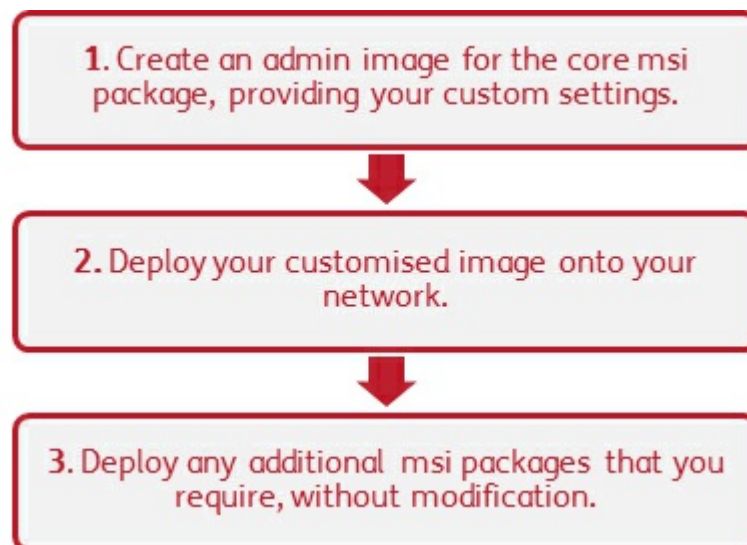 1. Create an admin image for the core msi
package, providing your custom settings.
2. Deploy your customised image onto your
network.
3. Deploy any additional msi packages that you
require, without modification.